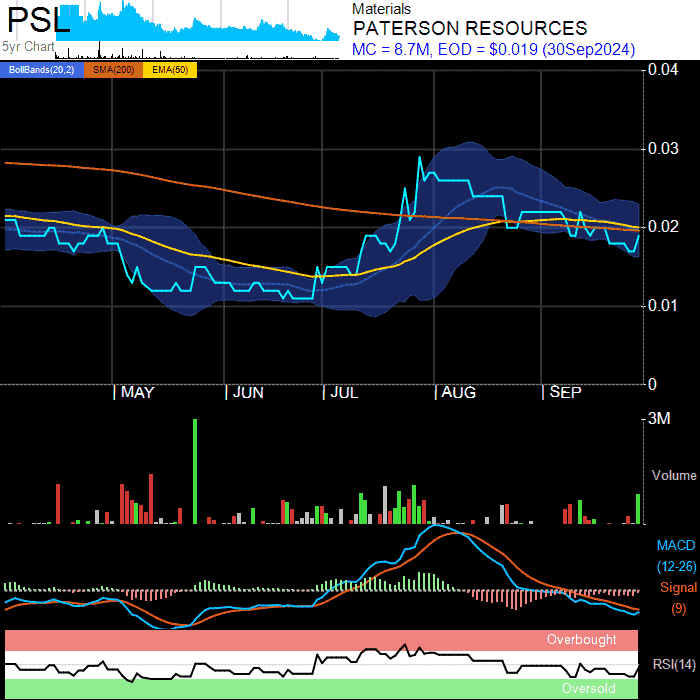 PSL
5yr Chart
Materials
PATERSON RESOURCES
MC = 8.7M, EOD = $0.019 (30Sep2024)
BollBands(20,2) SMA(200) EMA(50)
0.04
0.03
0.02
0.01
0
MAY JUN JUL AUG SEP
3M
Volume
MACD
(12-26)
Signal
(9)
Overbought
RSI(14)
Oversold